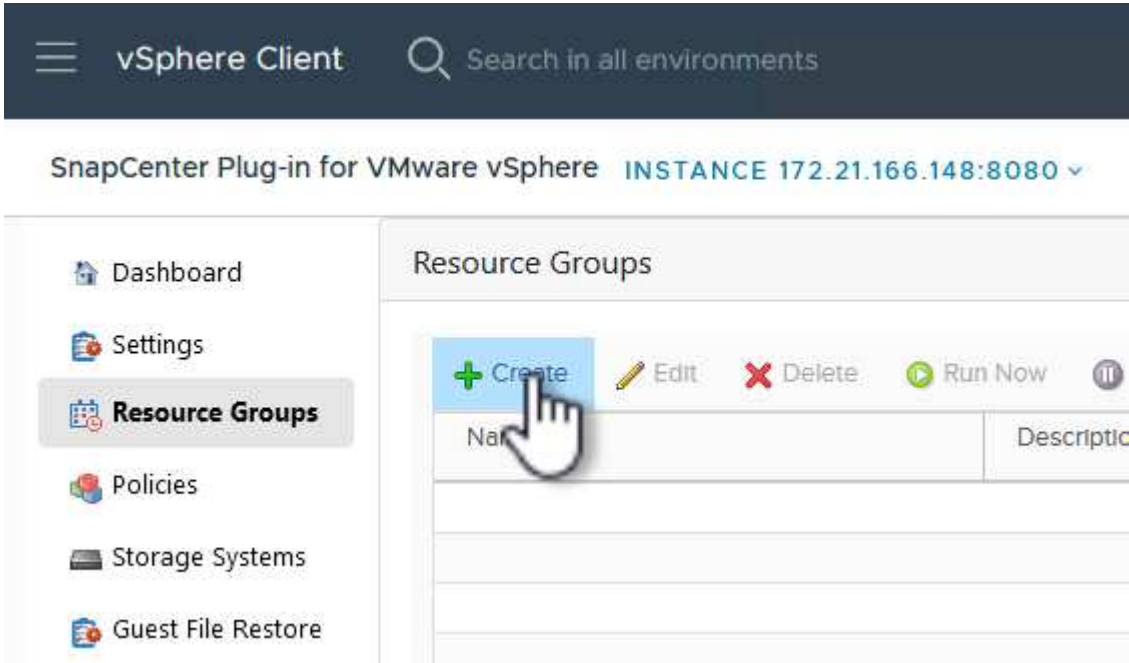 vSphere Client Search in all environments
SnapCenter Plug-in for VMware vSphere INSTANCE 172.21.166.148:8080
Dashboard
Settings
Resource Groups
Policies
Storage Systems
Guest File Restore
Resource Groups
Create Edit Delete Run Now